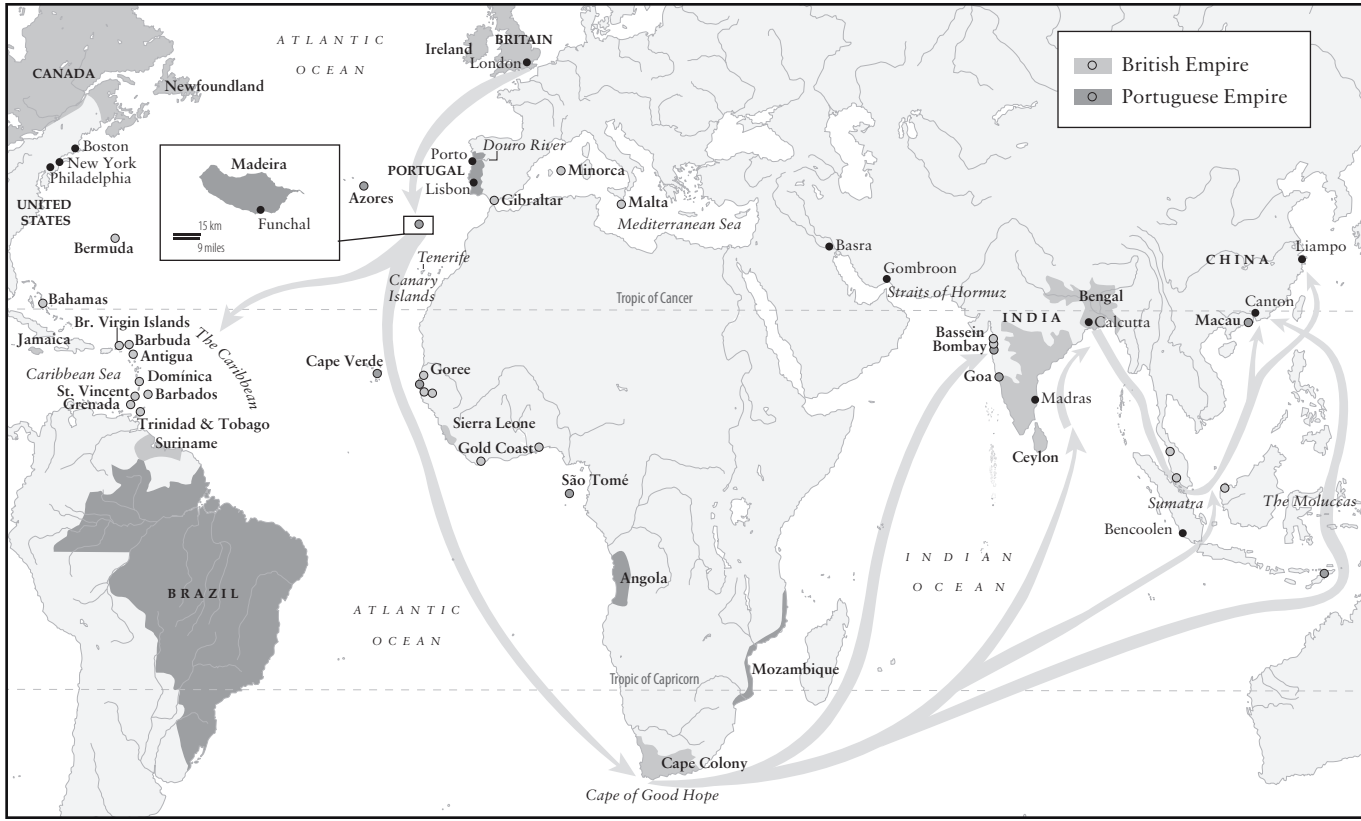 ATLANTIC
OCEAN
Ireland
BRITAIN
London
British Empire
Portuguese Empire
CANADA
Newfoundland
Boston
New York
Philadelphia
UNITED
STATES
Bermuda
Madeira
Funchal
15 km
9 miles
Azores
Porto
Douro River
PORTUGAL
Lisbon
Minorca
Gibraltar
Malta
Mediterranean Sea
Tenerife
Canary
Islands
Basra
Gombroon
Straits of Hormuz
CHINA
Liampo
Canton
Macau
Bengal
INDIA
Calcutta
Bassein
Bombay
Goa
Madras
Ceylon
Tropic of Cancer
Bahamas
Br. Virgin Islands
Barbuda
Jamaica
Antigua
The Caribbean
Caribbean Sea
Domínica
St. Vincent
Barbados
Grenada
Trinidad & Tobago
Suriname
Cape Verde
Goree
Sierra Leone
Gold Coast
São Tomé
Sumatra
The Moluccas
Bencoolen
INDIAN
OCEAN
BRAZIL
ATLANTIC
OCEAN
Angola
Mozambique
Tropic of Capricorn
Cape Colony
Cape of Good Hope